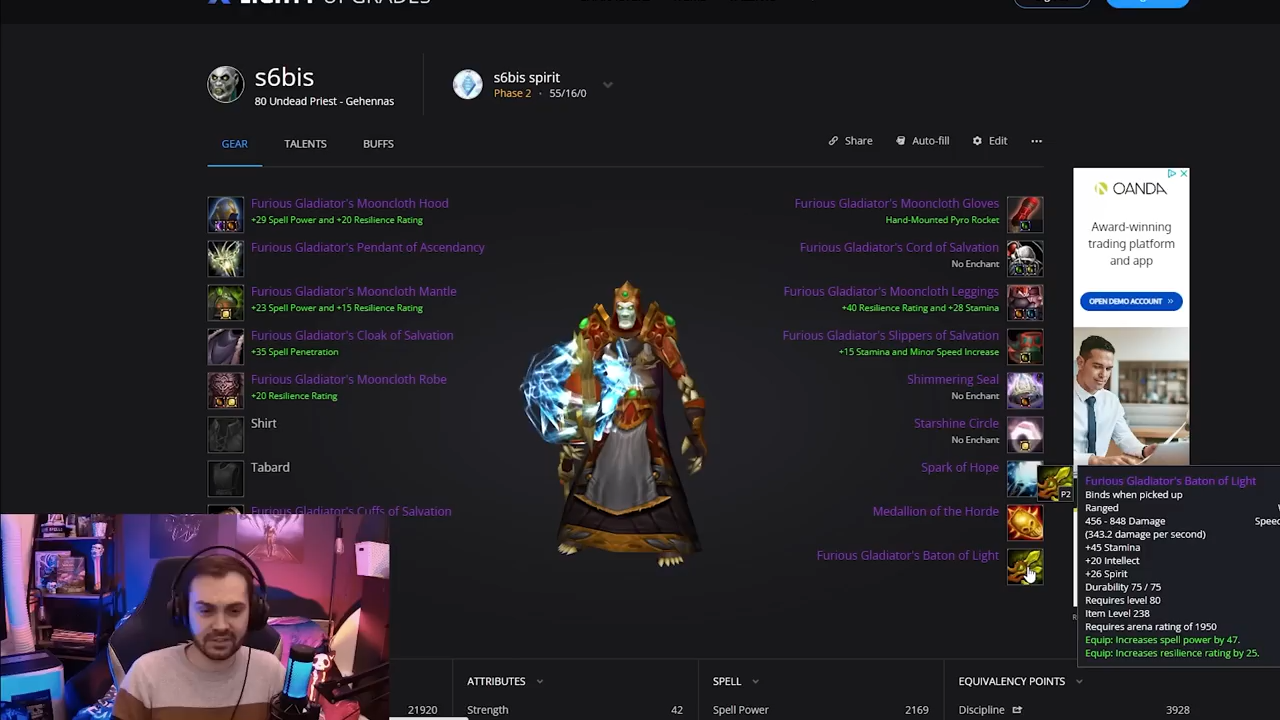 UPGRADES
s6bis
80 Undead Priest - Gehennas
s6bis spirit
Phase 2 · 55/16/0
GEAR
TALENTS
BUFFS
Share
Auto-fill
Edit
Furious Gladiator's Mooncloth Hood
+29 Spell Power and +20 Resilience Rating
Furious Gladiator's Pendant of Ascendancy
Furious Gladiator's Mooncloth Mantle
+23 Spell Power and +15 Resilience Rating
Furious Gladiator's Cloak of Salvation
+35 Spell Penetration
Furious Gladiator's Mooncloth Robe
+20 Resilience Rating
Shirt
Tabard
Furious Gladiator's Cuffs of Salvation
Furious Gladiator's Mooncloth Gloves
Hand-Mounted Pyro Rocket
Furious Gladiator's Cord of Salvation
No Enchant
Furious Gladiator's Mooncloth Leggings
+40 Resilience Rating and +28 Stamina
Furious Gladiator's Slippers of Salvation
+15 Stamina and Minor Speed Increase
Shimmering Seal
No Enchant
Starshine Circle
No Enchant
Spark of Hope
Medallion of the Horde
Furious Gladiator's Baton of Light
OANDA
Award-winning
trading platform
and app
OPEN DEMO ACCOUNT >>
P2
Furious Gladiator's Baton of Light
Binds when picked up
Ranged
456 - 848 Damage
Speed
(343.2 damage per second)
+45 Stamina
+20 Intellect
+26 Spirit
Durability 75 / 75
Requires level 80
Item Level 238
Requires arena rating of 1950
Equip: Increases spell power by 47.
Equip: Increases resilience rating by 25.
21920
ATTRIBUTES
Strength 42
SPELL
Spell Power 2169
EQUIVALENCY POINTS
Discipline 3928